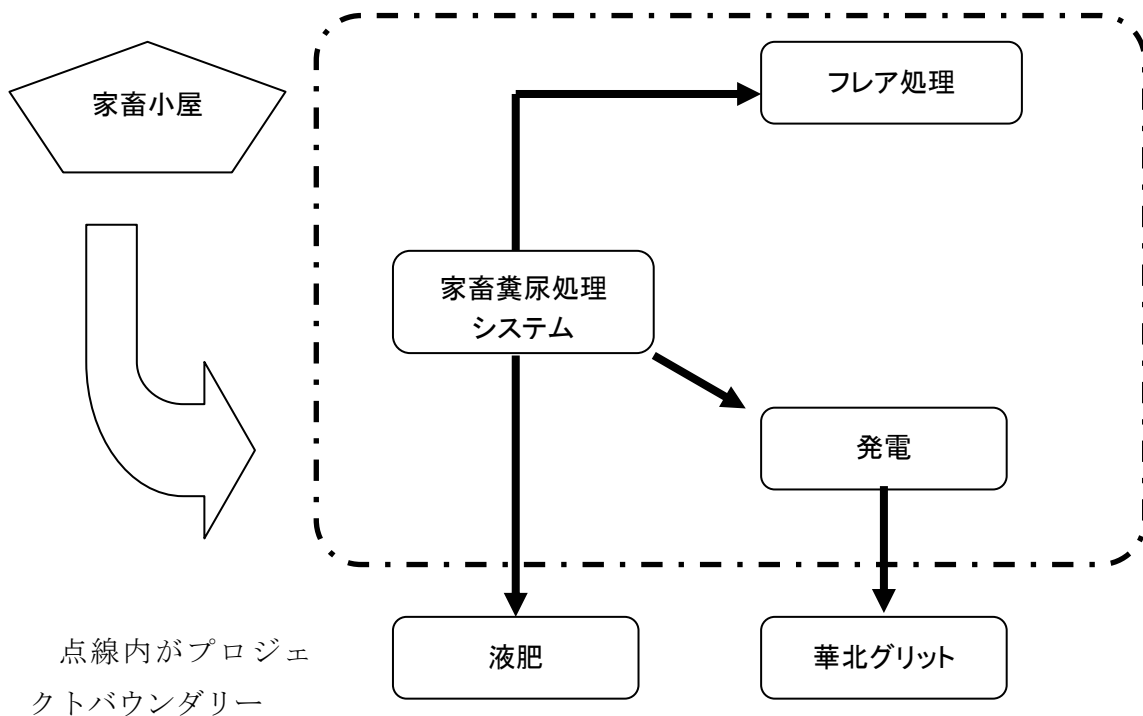 フレア処理
家畜小屋
家畜糞尿処理
システム
発電
液肥
華北グリット
点線内がプロジェ
クトバウンダリー